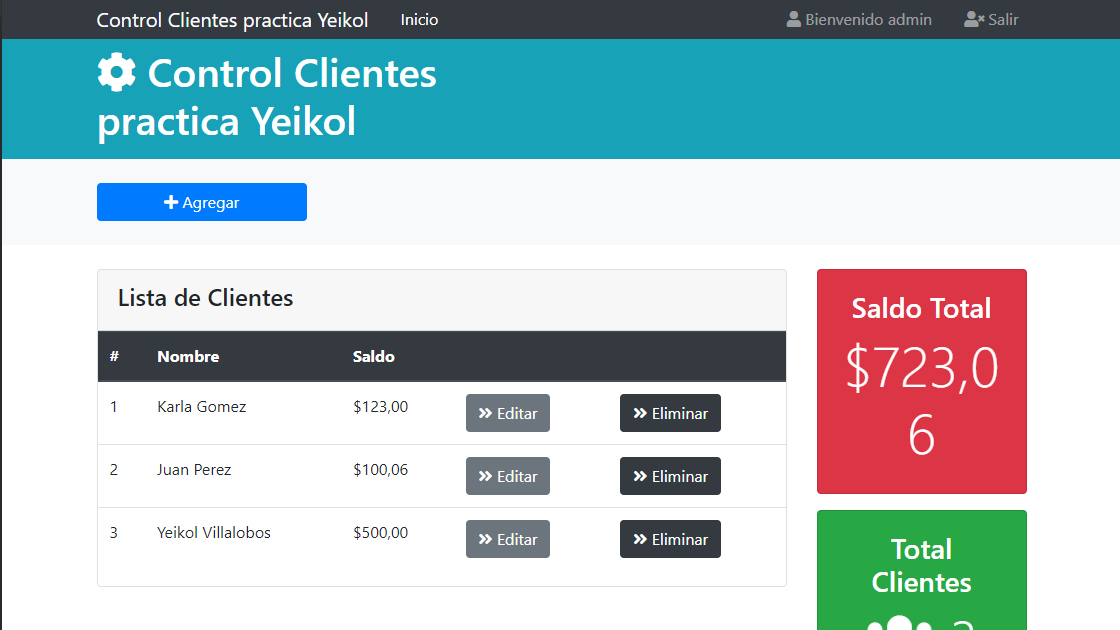 Control Clientes practica Yeikol Inicio Bienvenido admin Salir
Control Clientes
practica Yeikol
Agregar
Lista de Clientes
# Nombre Saldo
1 Karla Gomez $123,00 Editar Eliminar
2 Juan Perez $100,06 Editar Eliminar
3 Yeikol Villalobos $500,00 Editar Eliminar
Saldo Total
$723,0
6
Total
Clientes